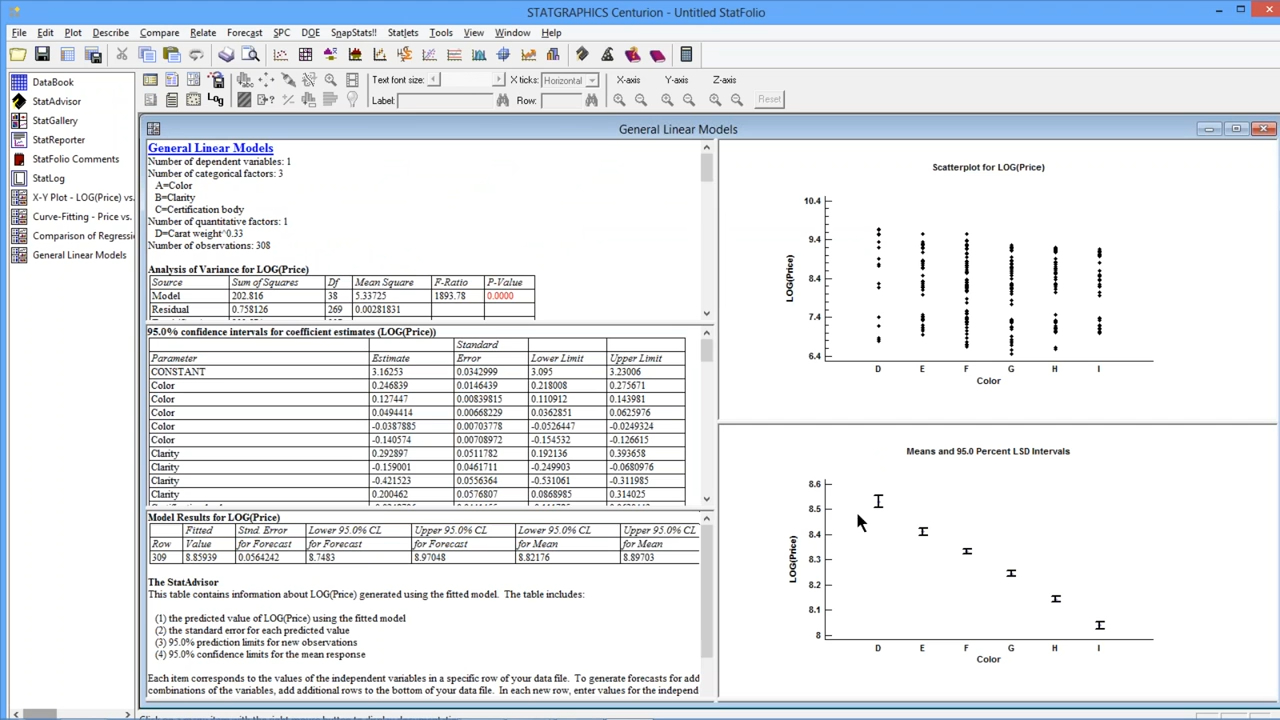 STATGRAPHICS Centurion - Untitled StatFolio
File Edit Plot Describe Compare Relate Forecast SPC DOE SnapStats!! StatJets Tools View Window Help
Log Text font size: X ticks: Horizontal X-axis Y-axis Z-axis
Label: Row: Reset
DataBook
StatAdvisor
StatGallery
StatReporter
StatFolio Comments
StatLog
X-Y Plot - LOG(Price) vs.
Curve-Fitting - Price vs.
Comparison of Regressi
General Linear Models
General Linear Models
General Linear Models
Number of dependent variables: 1
Number of categorical factors: 3
A=Color
B=Clarity
C=Certification body
Number of quantitative factors: 1
D=Carat weight^0.33
Number of observations: 308
Analysis of Variance for LOG(Price)
Source Sum of Squares Df Mean Square F-Ratio P-Value
Model 202.816 38 5.33725 1893.78 0.0000
Residual 0.758126 269 0.00281831
95.0% confidence intervals for coefficient estimates (LOG(Price))
Standard
Parameter Estimate Error Lower Limit Upper Limit
CONSTANT 3.16253 0.0342999 3.095 3.23006
Color 0.246839 0.0146439 0.218008 0.275671
Color 0.127447 0.00839815 0.110912 0.143981
Color 0.0494414 0.00668229 0.0362851 0.0625976
Color -0.0387885 0.00703778 -0.0526447 -0.0249324
Color -0.140574 0.00708972 -0.154532 -0.126615
Clarity 0.292897 0.0511782 0.192136 0.393658
Clarity -0.159001 0.0461711 -0.249903 -0.0680976
Clarity -0.421523 0.0556364 -0.531061 -0.311985
Clarity 0.200462 0.0576807 0.0868985 0.314025
Model Results for LOG(Price)
Fitted Stnd. Error Lower 95.0% CL Upper 95.0% CL Lower 95.0% CL Upper 95.0% CL
Row Value for Forecast for Forecast for Forecast for Mean for Mean
309 8.85939 0.0564242 8.7483 8.97048 8.82176 8.89703
The StatAdvisor
This table contains information about LOG(Price) generated using the fitted model. The table includes:
(1) the predicted value of LOG(Price) using the fitted model
(2) the standard error for each predicted value
(3) 95.0% prediction limits for new observations
(4) 95.0% confidence limits for the mean response
Each item corresponds to the values of the independent variables in a specific row of your data file. To generate forecasts for add
combinations of the variables, add additional rows to the bottom of your data file. In each new row, enter values for the independ
Scatterplot for LOG(Price)
10.4
9.4
8.4
7.4
6.4
LOG(Price)
D E F G H I
Color
Means and 95.0 Percent LSD Intervals
8.6
8.5
8.4
8.3
8.2
8.1
8
LOG(Price)
D E F G H I
Color